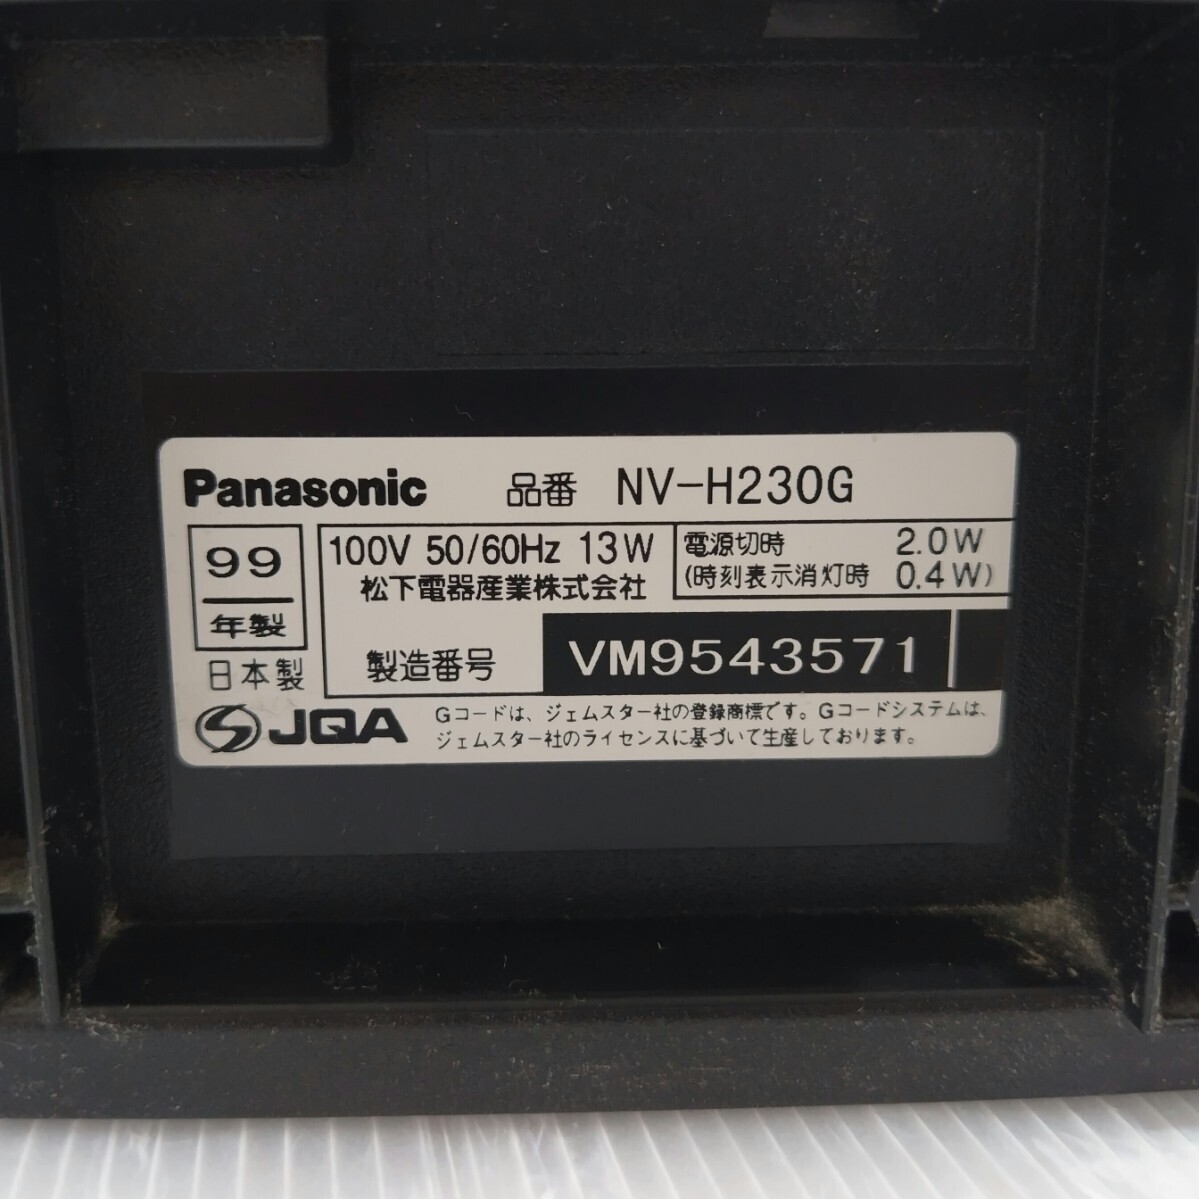 Panasonic 品番 NV-H230G
99
年製
日本製
100V 50/60Hz 13W
松下電器産業株式会社
電源切時 2.0W
(時刻表示消灯時 0.4W)
製造番号 VM9543571
JQA
Gコードは、ジェムスター社の登録商標です。Gコードシステムは、
ジェムスター社のライセンスに基づいて生産しております。